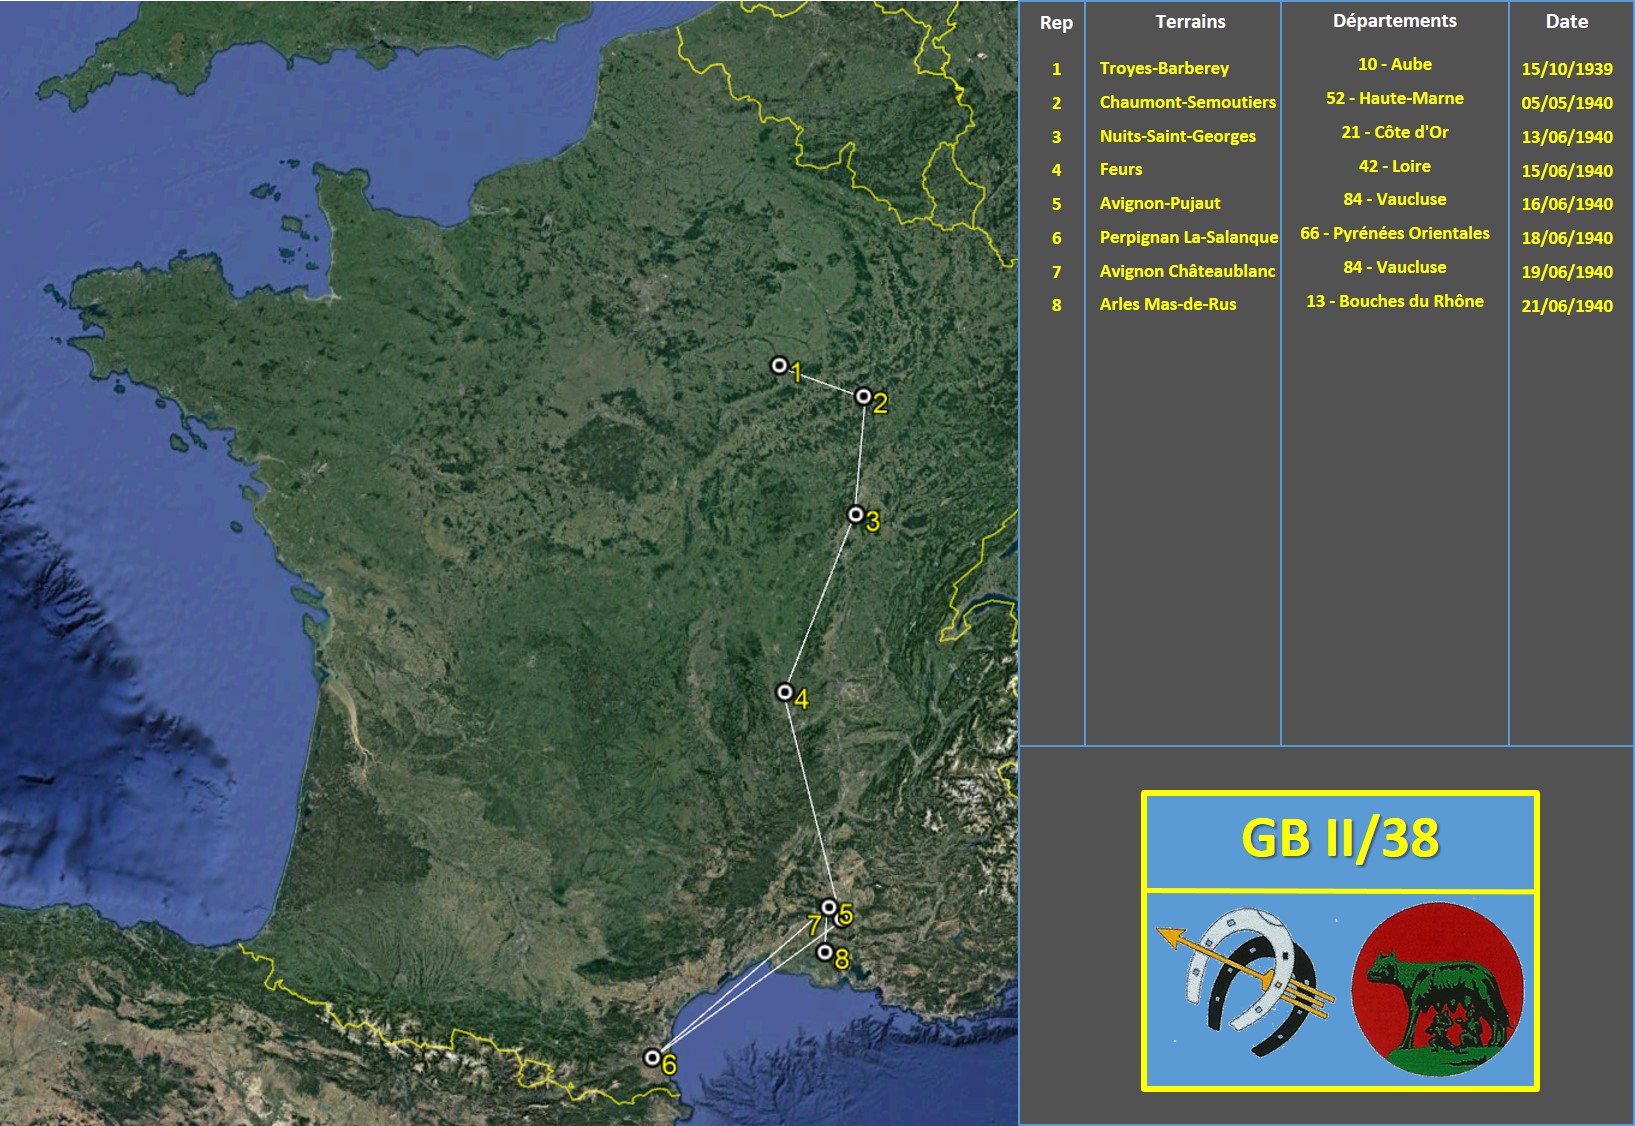 Rep Terrains Départements Date
1 Troyes-Barberey 10 - Aube 15/10/1939
2 Chaumont-Semoutiers 52 - Haute-Marne 05/05/1940
3 Nuits-Saint-Georges 21 - Côte d'Or 13/06/1940
4 Feurs 42 - Loire 15/06/1940
5 Avignon-Pujaut 84 - Vaucluse 16/06/1940
6 Perpignan La-Salanque 66 - Pyrénées Orientales 18/06/1940
7 Avignon Châteaublanc 84 - Vaucluse 19/06/1940
8 Arles Mas-de-Rus 13 - Bouches du Rhône 21/06/1940
1
2
3
4
5
7
8
6
GB II/38